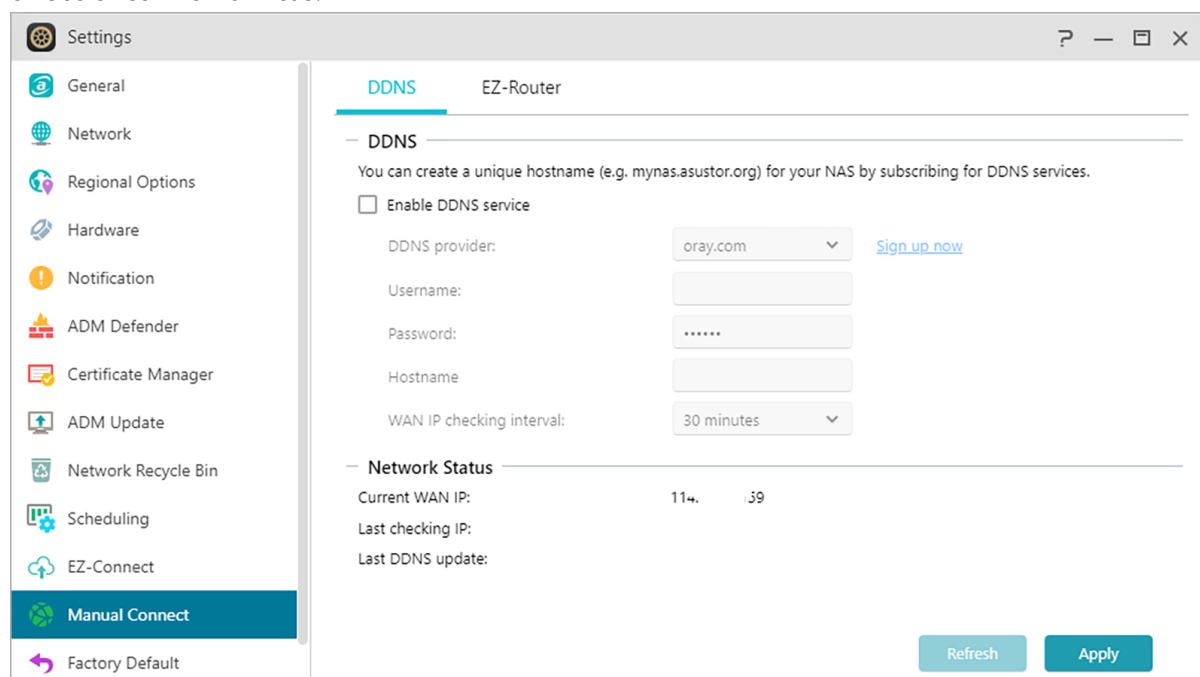 Settings
General
Network
Regional Options
Hardware
Notification
ADM Defender
Certificate Manager
ADM Update
Network Recycle Bin
Scheduling
EZ-Connect
Manual Connect
Factory Default
DDNS EZ-Router
DDNS
You can create a unique hostname (e.g. mynas.asustor.org) for your NAS by subscribing for DDNS services.
Enable DDNS service
DDNS provider: oray.com Sign up now
Username:
Password: ••••••
Hostname
WAN IP checking interval: 30 minutes
Network Status
Current WAN IP: 114.
Last checking IP:
Last DDNS update:
Refresh Apply